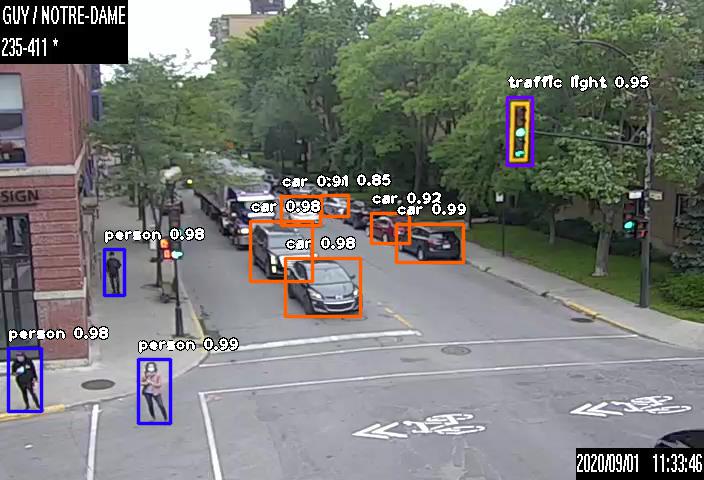 GUY / NOTRE-DAME
235-411 *
traffic light 0.95
car 0.91
0.85
car 0.92
car 0.98
car 0.99
SIGN
person 0.98
car 0.98
person 0.98
person 0.99
2020/09/01 11:33:46